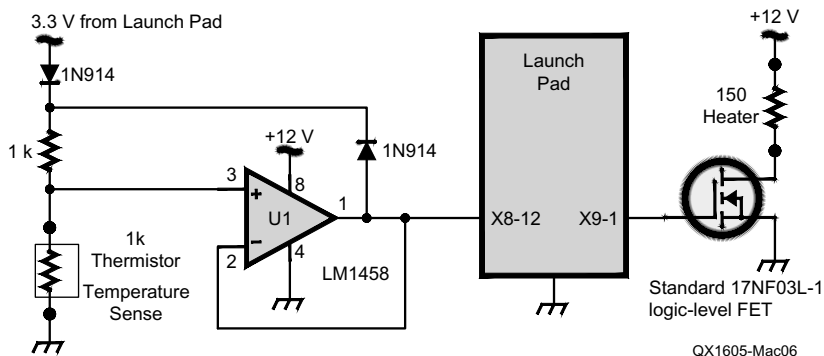 3.3 V from Launch Pad
+12 V
1N914
Launch
Pad
150
Heater
1 k
+12 V
1N914
3
8
+
U1
1
X8-12
X9-1
–
2
4
1k
Thermistor
LM1458
Temperature
Sense
Standard 17NF03L-1
logic-level FET
QX1605-Mac06